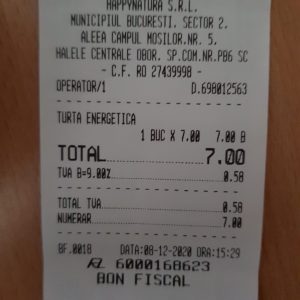 HAPPYNATURA S.R.L.
MUNICIPIUL BUCURESTI. SECTOR 2.
ALEEA CAMPUL MOSILOR.NR. 5.
HALELE CENTRALE OBOR. SP.COM.NR.PB6 SC
- C.F. RO 27439998 -
OPERATOR/1 D.698012563
TURTA ENERGETICA
1 BUC X 7.00 7.00 B
TOTAL 7.00
TVA B=9.00% 0.58
TOTAL TVA 0.58
NUMERAR 7.00
BF.0018 DATA:08-12-2020 ORA:15:29
6000168623
BON FISCAL